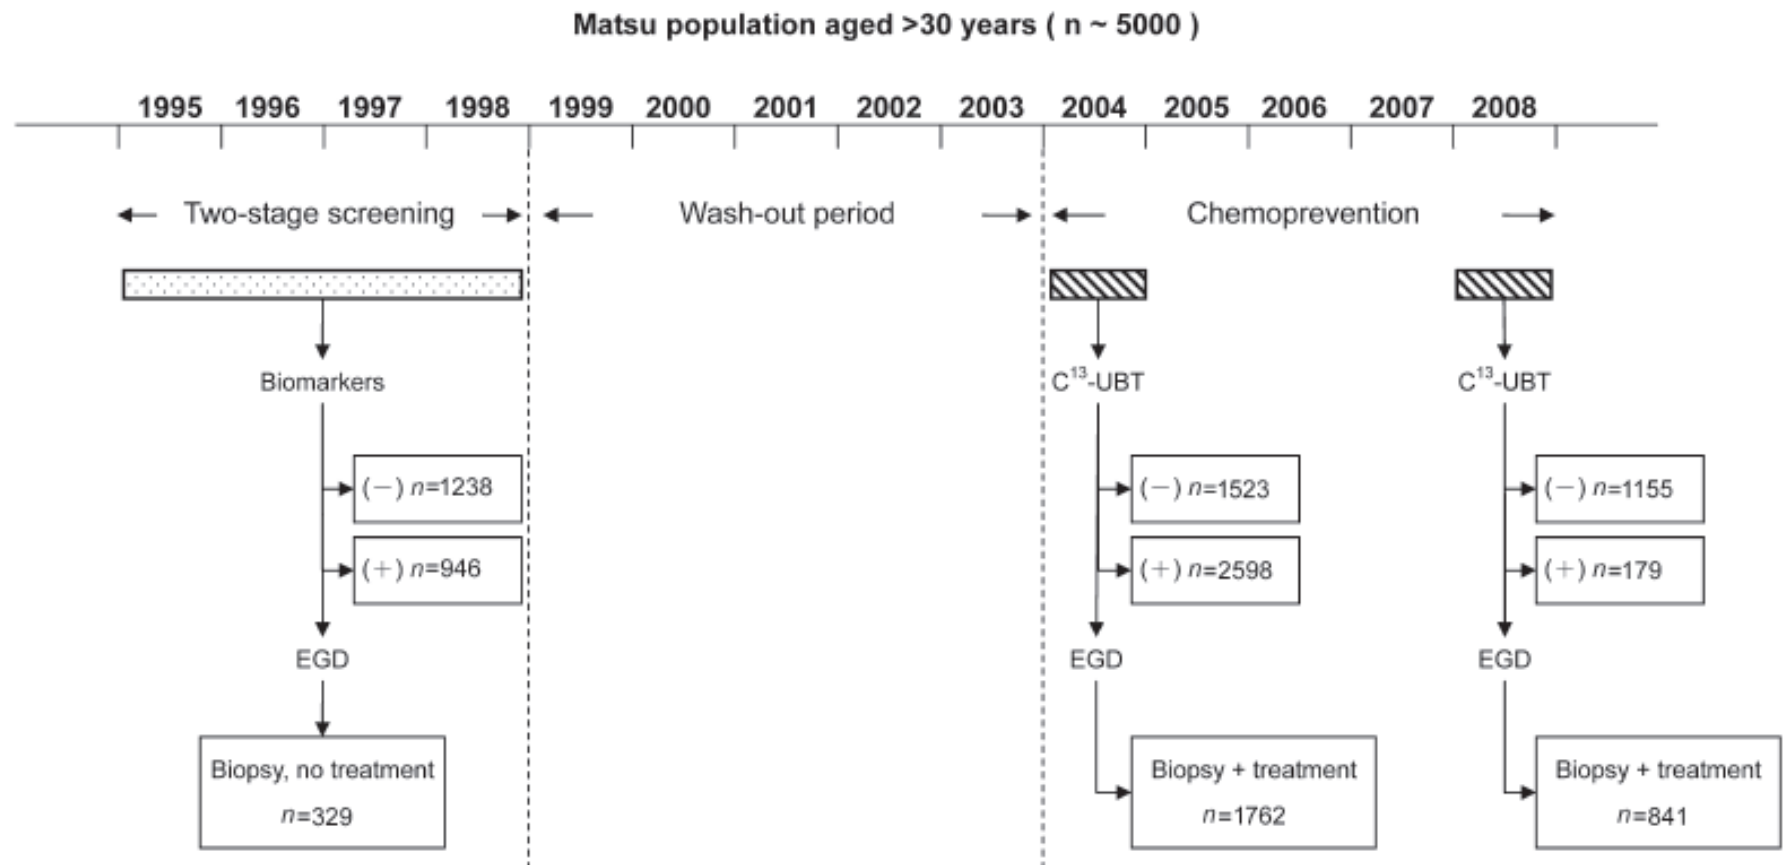 Matsu population aged >30 years ( n ~ 5000 )
1995 1996 1997 1998 1999 2000 2001 2002 2003 2004 2005 2006 2007 2008
Two-stage screening
Wash-out period
Chemoprevention
Biomarkers
(−) n=1238
(+) n=946
EGD
Biopsy, no treatment
n=329
C¹³-UBT
(−) n=1523
(+) n=2598
EGD
Biopsy + treatment
n=1762
C¹³-UBT
(−) n=1155
(+) n=179
EGD
Biopsy + treatment
n=841